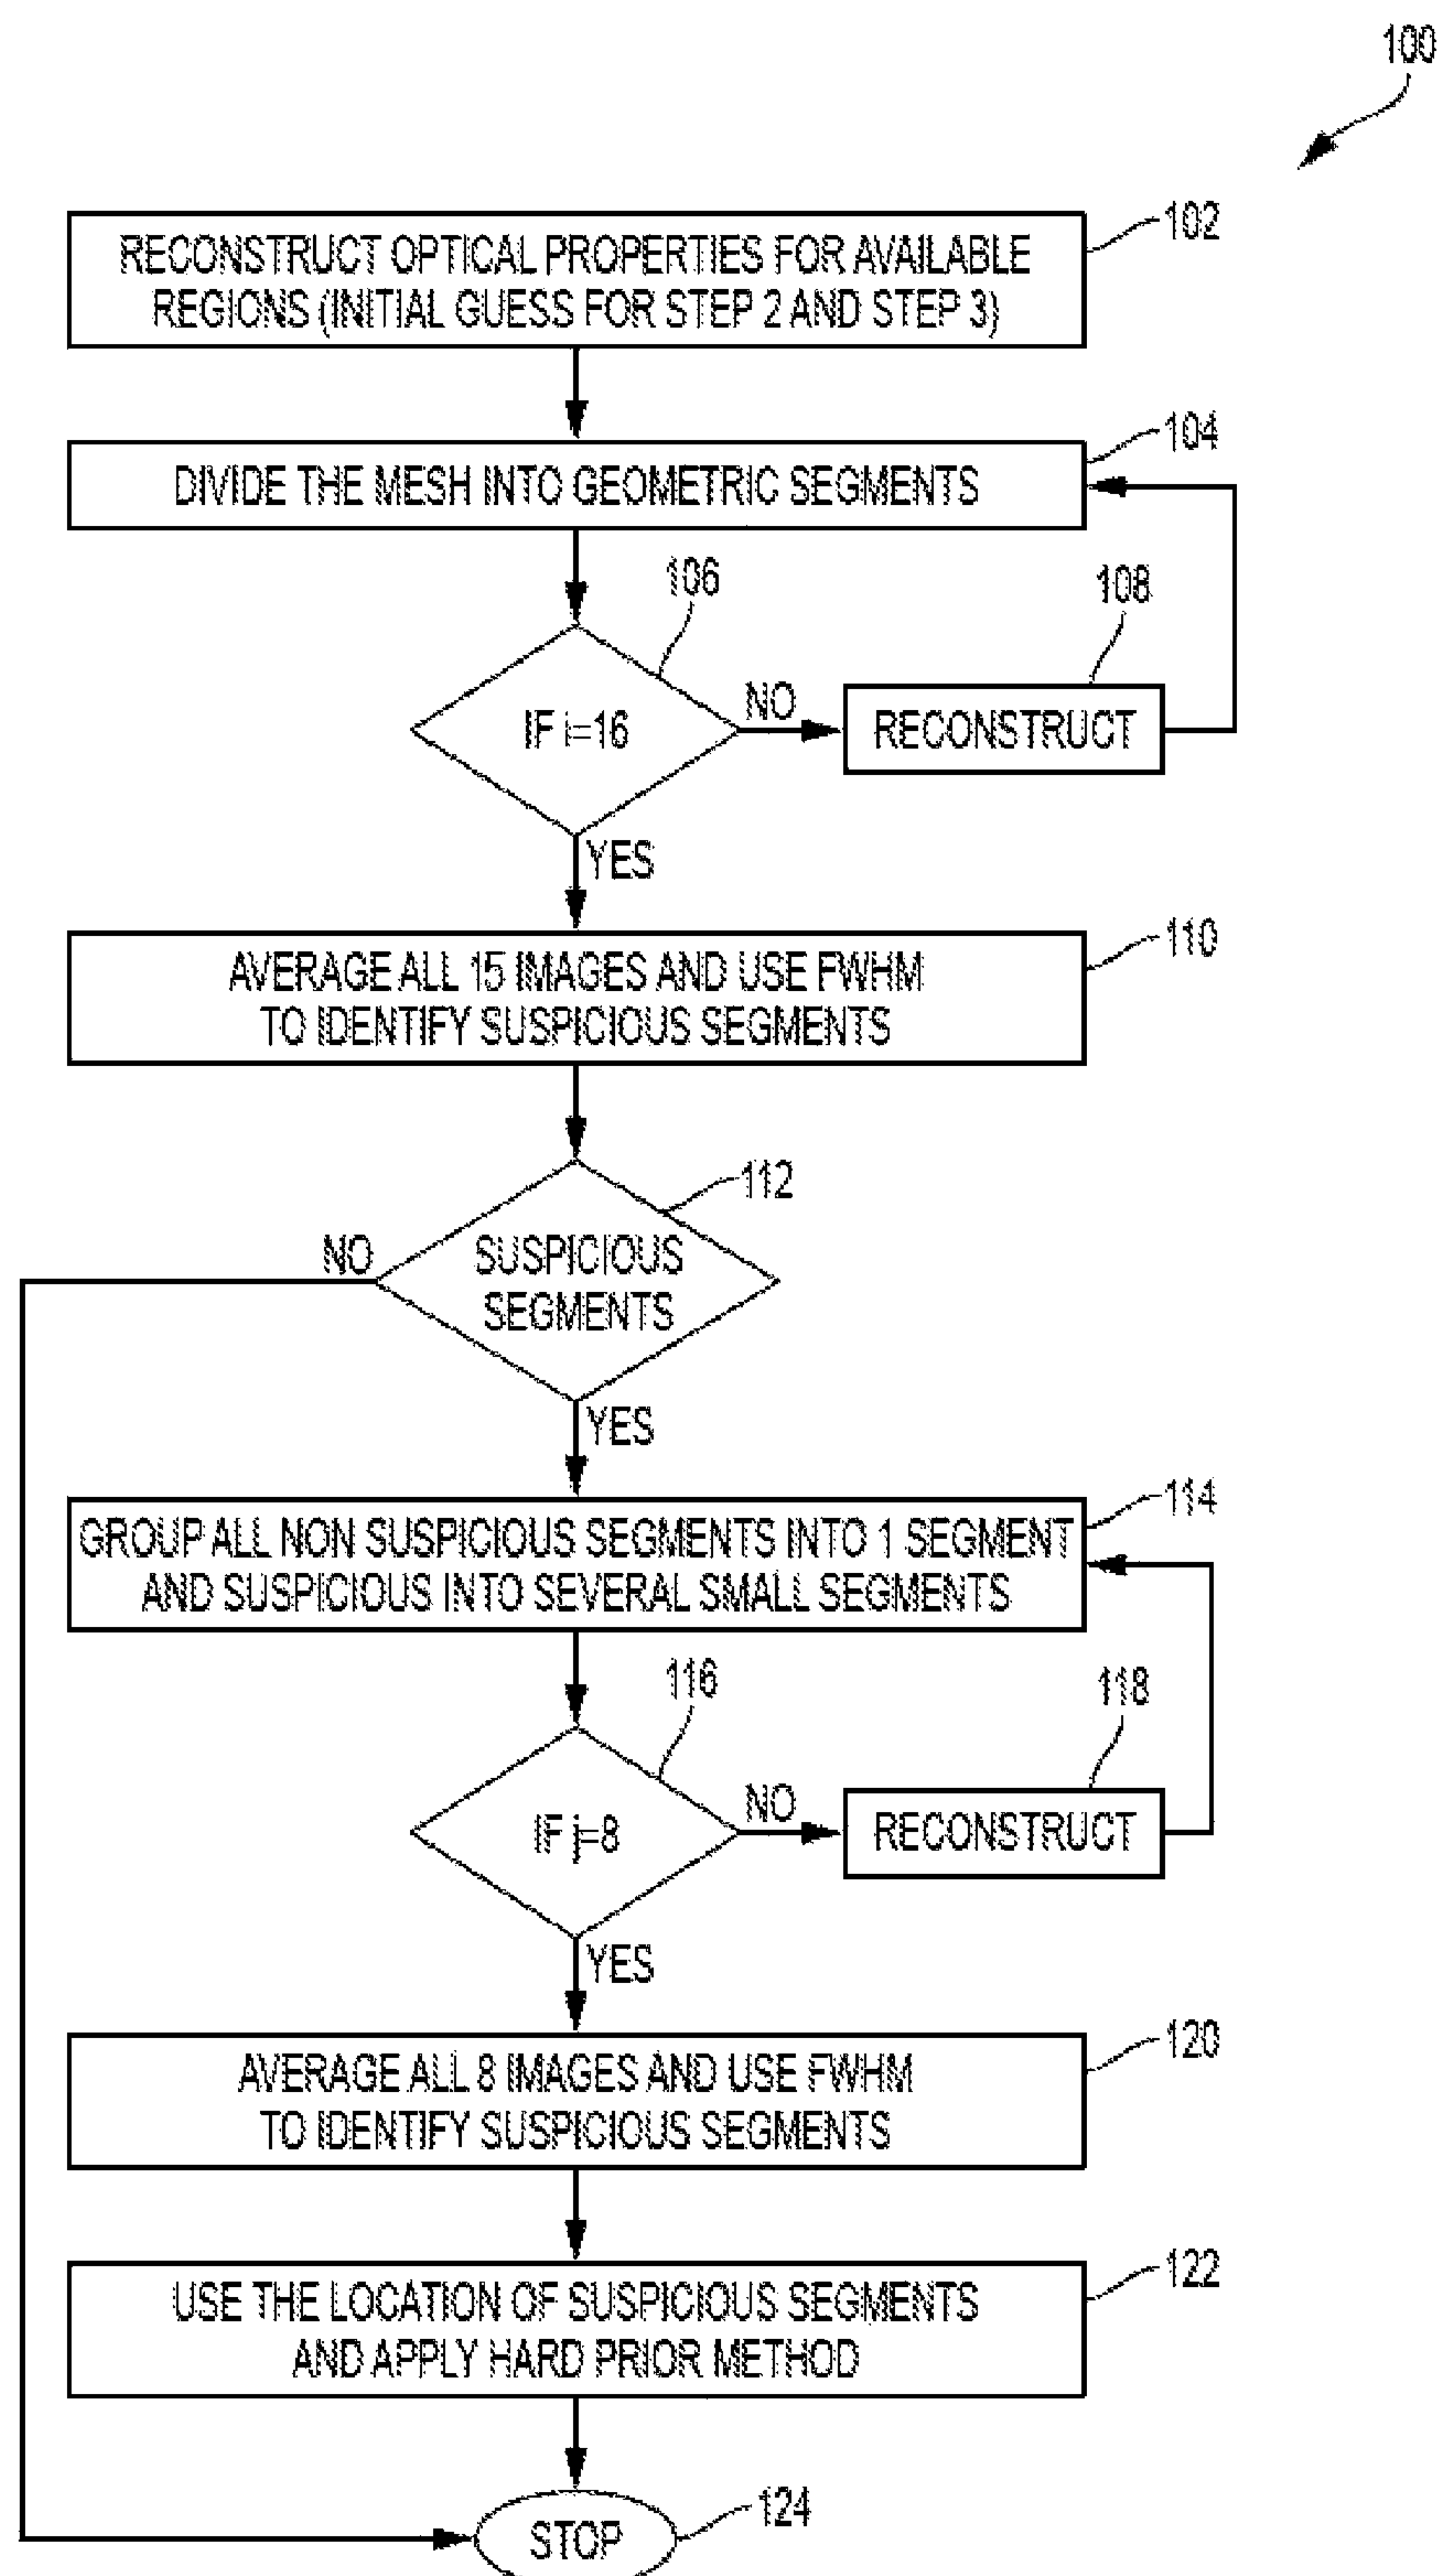 100
102
RECONSTRUCT OPTICAL PROPERTIES FOR AVAILABLE
REGIONS (INITIAL GUESS FOR STEP 2 AND STEP 3)
104
DIVIDE THE MESH INTO GEOMETRIC SEGMENTS
106
108
IF i=16
NO
RECONSTRUCT
YES
110
AVERAGE ALL 15 IMAGES AND USE FWHM
TO IDENTIFY SUSPICIOUS SEGMENTS
112
NO
SUSPICIOUS
SEGMENTS
YES
114
GROUP ALL NON SUSPICIOUS SEGMENTS INTO 1 SEGMENT
AND SUSPICIOUS INTO SEVERAL SMALL SEGMENTS
116
118
IF j=8
NO
RECONSTRUCT
YES
120
AVERAGE ALL 8 IMAGES AND USE FWHM
TO IDENTIFY SUSPICIOUS SEGMENTS
122
USE THE LOCATION OF SUSPICIOUS SEGMENTS
AND APPLY HARD PRIOR METHOD
124
STOP